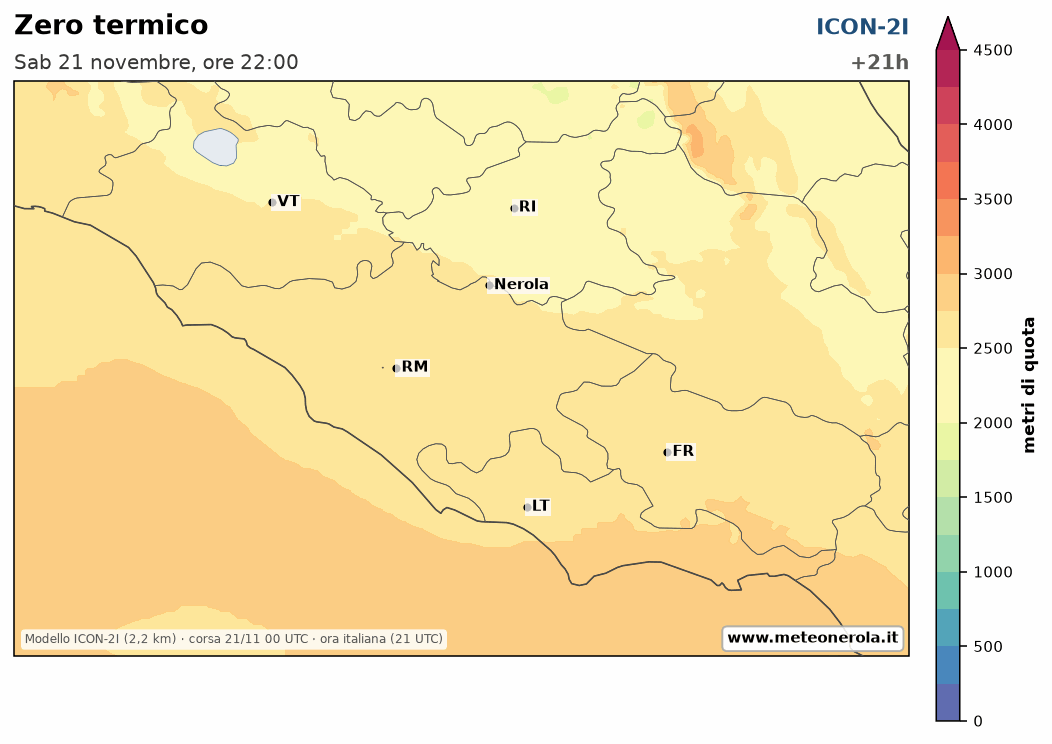 Zero termico
ICON-2I
Sab 21 novembre, ore 22:00
+21h
4500
4000
3500
3000
2500
2000
1500
1000
500
0
metri di quota
VT
RI
Nerola
RM
FR
LT
Modello ICON-2I (2,2 km) · corsa 21/11 00 UTC · ora italiana (21 UTC)
www.meteonerola.it